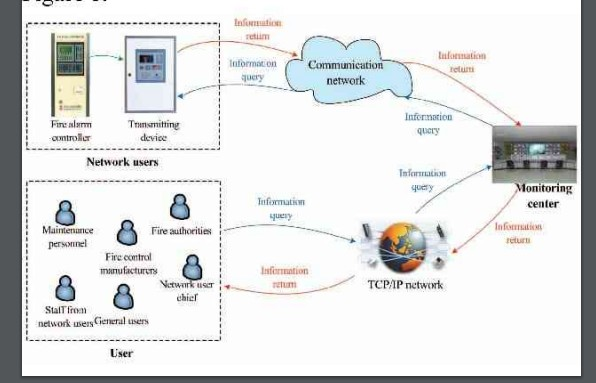 Information
return
Information
query
Communication
network
Information
return
Information
query
Fire alarm
controller
Transmitting
device
Network users
Monitoring
center
Information
query
Information
return
Maintenance
personnel
Fire authorities
Fire control
manufacturers
Network user
chief
Staff from
network users
General users
User
Information
query
Information
return
TCP/IP network